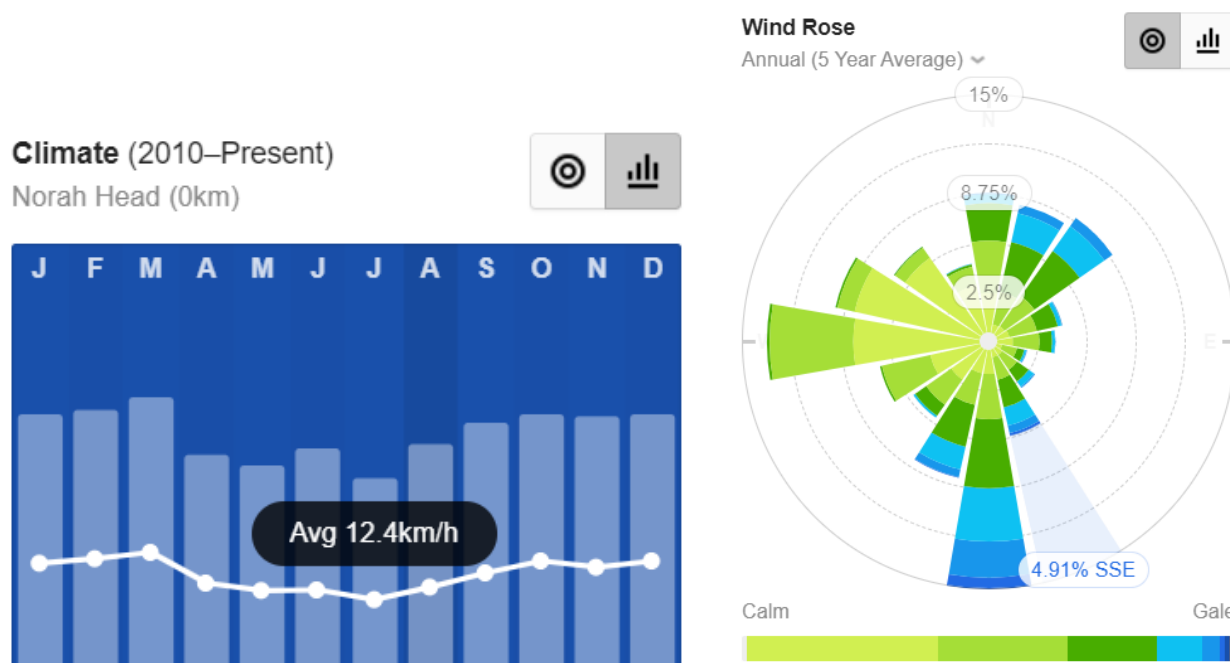 Climate (2010–Present)
Norah Head (0km)
J F M A M J J A S O N D
Avg 12.4km/h
Wind Rose
Annual (5 Year Average)
15%
N
8.75%
2.5%
E
4.91% SSE
Calm
Gale